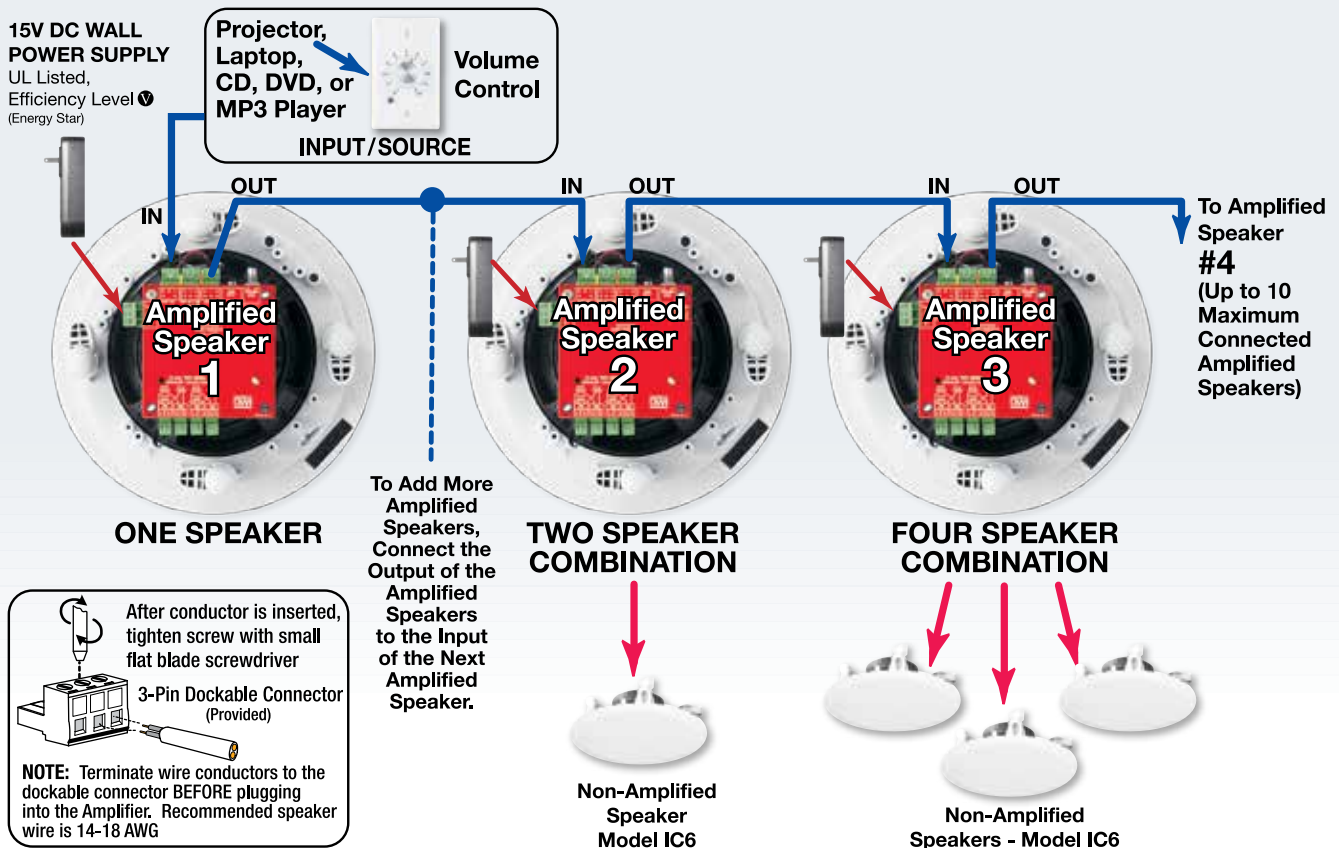 15V DC WALL
POWER SUPPLY
UL Listed,
Efficiency Level V
(Energy Star)
Projector,
Laptop,
CD, DVD, or
MP3 Player
Volume
Control
INPUT/SOURCE
IN
OUT
IN
OUT
IN
OUT
To Amplified
Speaker
#4
(Up to 10
Maximum
Connected
Amplified
Speakers)
Amplified
Speaker
1
Amplified
Speaker
2
Amplified
Speaker
3
ONE SPEAKER
To Add More
Amplified
Speakers,
Connect the
Output of the
Amplified
Speakers
to the Input
of the Next
Amplified
Speaker.
TWO SPEAKER
COMBINATION
FOUR SPEAKER
COMBINATION
After conductor is inserted,
tighten screw with small
flat blade screwdriver
3-Pin Dockable Connector
(Provided)
NOTE: Terminate wire conductors to the
dockable connector BEFORE plugging
into the Amplifier. Recommended speaker
wire is 14-18 AWG
Non-Amplified
Speaker
Model IC6
Non-Amplified
Speakers - Model IC6